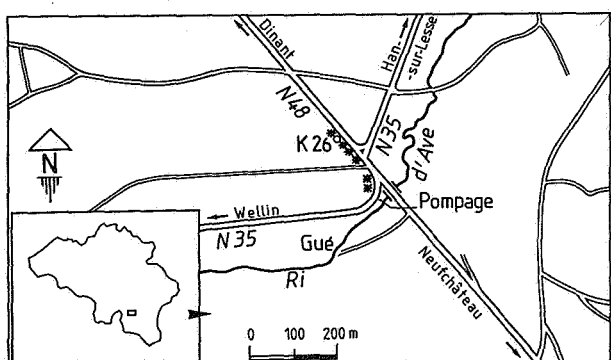 Dinant
Han-
-sur-Lesse
N48
N35
K 26
d'Ave
N
Pompage
Wellin
N 35
Gué
Neufchâteau
Ri
0 100 200 m